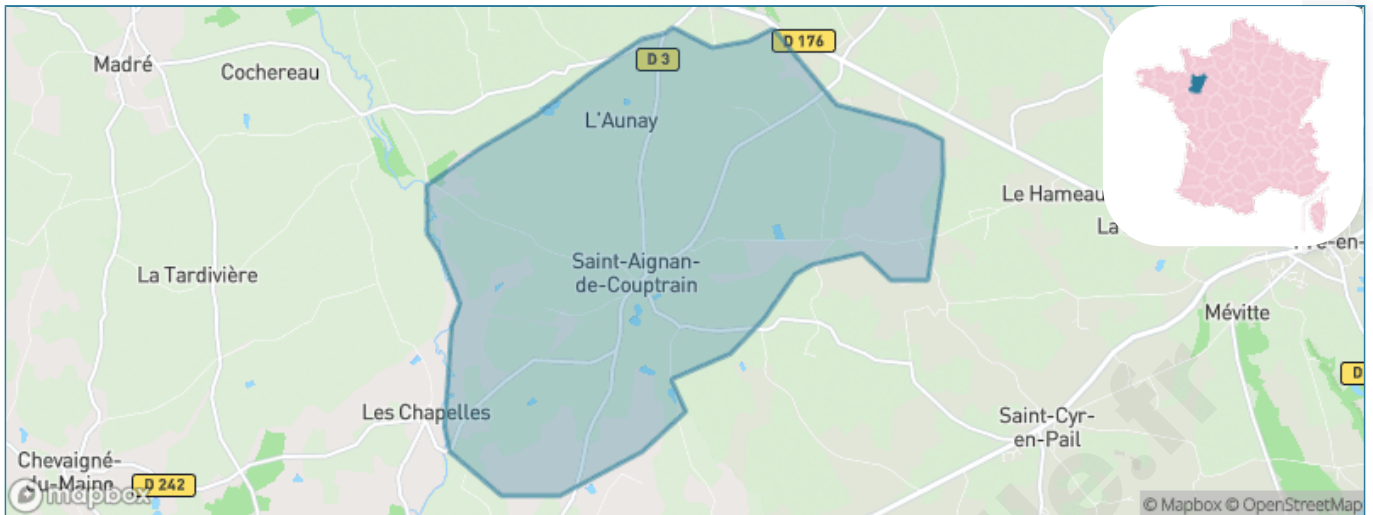 D 176
D 3
Madré
Cochereau
L'Aunay
Le Hameau
La
Saint-Aignan-
de-Couptrain
La Tardivière
Mévitte
D
Les Chapelles
Saint-Cyr-
en-Pail
Chevaigné-
du-Maine
D 242
mapbox
© Mapbox © OpenStreetMap